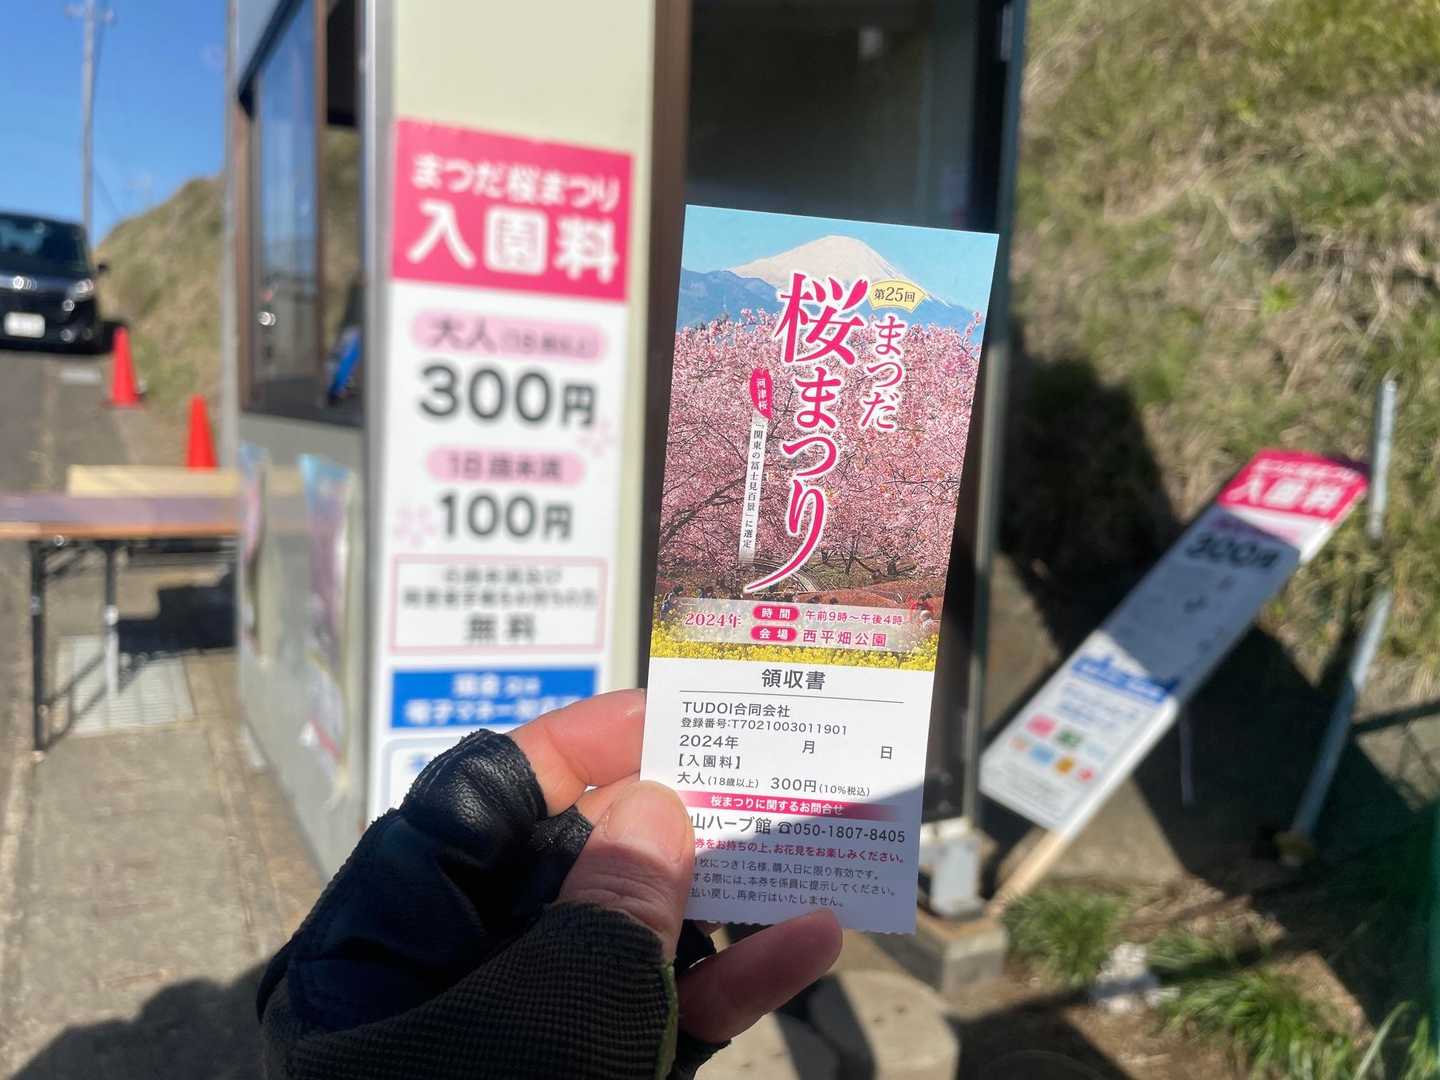 まつだ桜まつり
入園料
大人(18歳以上)
300円
18歳未満
100円
無料
第25回
まつだ
桜まつり
河津桜
「関東の冨士見百景」に選定
2024年
時間 午前9時～午後4時
会場 西平畑公園
領収書
TUDOI合同会社
登録番号:T7021003011901
2024年 月 日
【入園料】
大人(18歳以上) 300円(10%税込)
桜まつりに関するお問合せ
山ハーブ館 ☎050-1807-8405
券をお持ちの上、お花見をお楽しみください。
1枚につき1名様、購入日に限り有効です。
する際には、本券を係員に提示してください。
払い戻し、再発行はいたしません。
入園料
300円